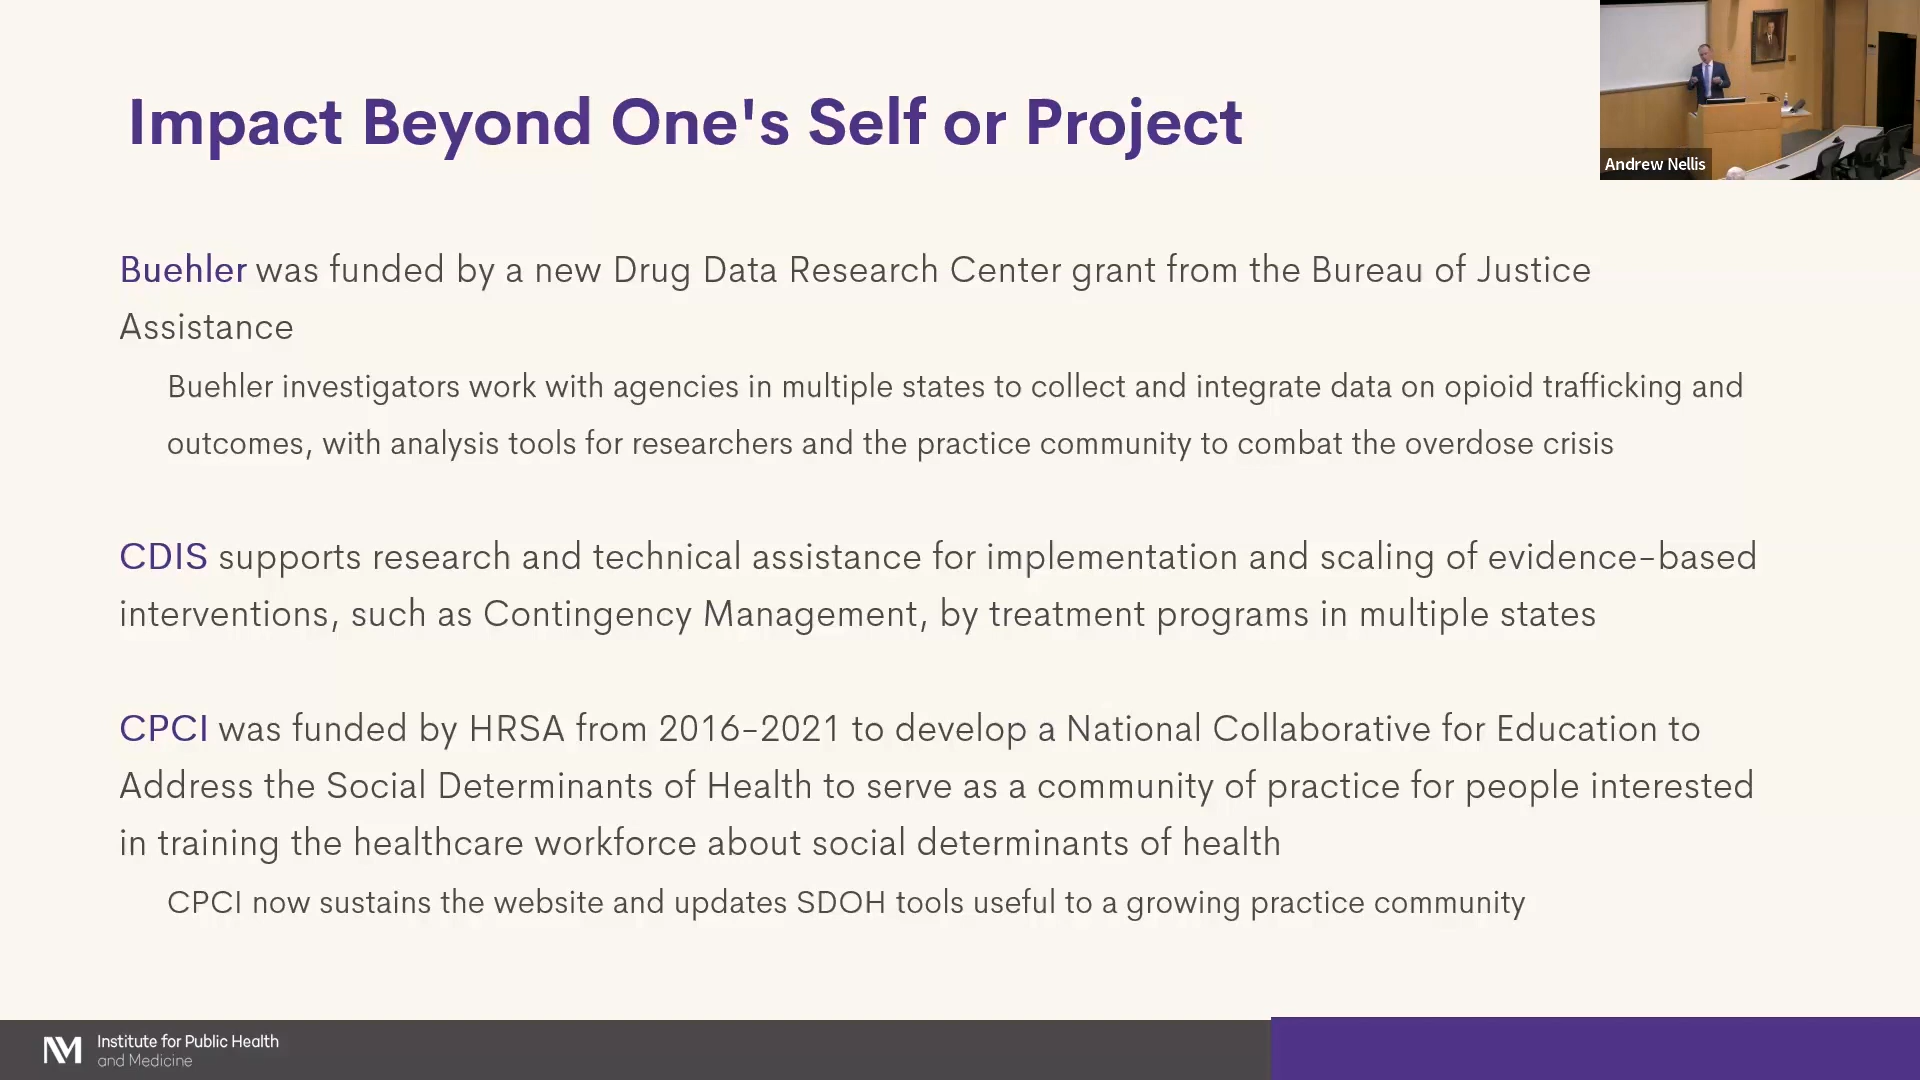 Impact Beyond One's Self or Project
Andrew Nellis
Buehler was funded by a new Drug Data Research Center grant from the Bureau of Justice
Assistance
Buehler investigators work with agencies in multiple states to collect and integrate data on opioid trafficking and
outcomes, with analysis tools for researchers and the practice community to combat the overdose crisis
CDIS supports research and technical assistance for implementation and scaling of evidence-based
interventions, such as Contingency Management, by treatment programs in multiple states
CPCI was funded by HRSA from 2016-2021 to develop a National Collaborative for Education to
Address the Social Determinants of Health to serve as a community of practice for people interested
in training the healthcare workforce about social determinants of health
CPCI now sustains the website and updates SDOH tools useful to a growing practice community
NM Institute for Public Health
and Medicine